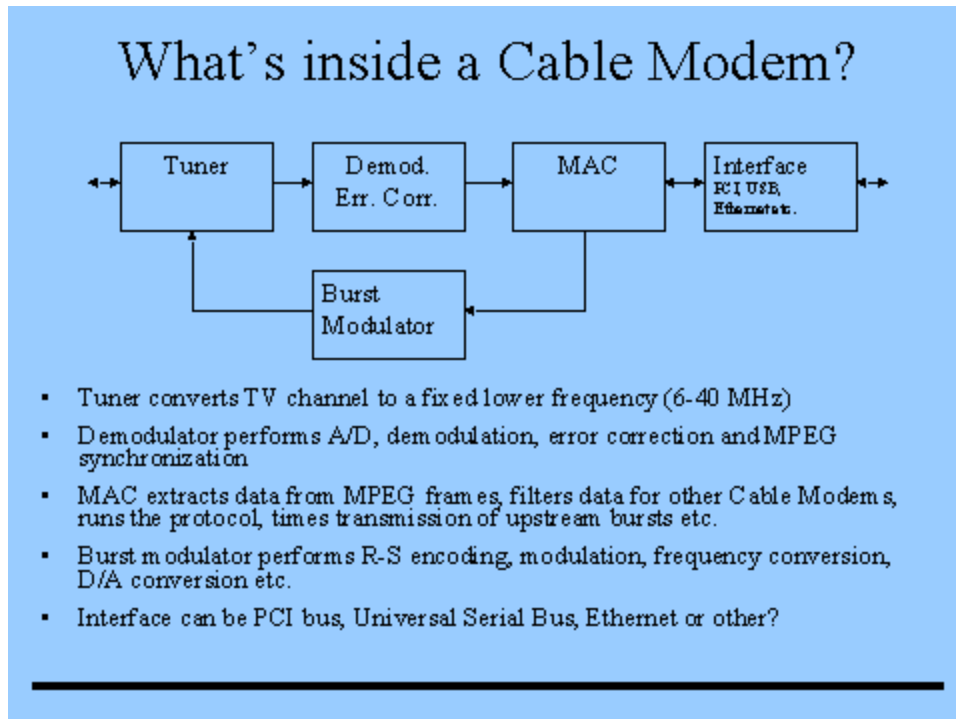 What's inside a Cable Modem?
Tuner
Demod.
Err. Corr.
MAC
Interface
PCI, USB,
Ethernet etc.
Burst
Modulator
▪ Tuner converts TV channel to a fixed lower frequency (6-40 MHz)
▪ Demodulator performs A/D, demodulation, error correction and MPEG
synchronization
▪ MAC extracts data from MPEG frames, filters data for other Cable Modems,
runs the protocol, times transmission of upstream bursts etc.
▪ Burst modulator performs R-S encoding, modulation, frequency conversion,
D/A conversion etc.
▪ Interface can be PCI bus, Universal Serial Bus, Ethernet or other?